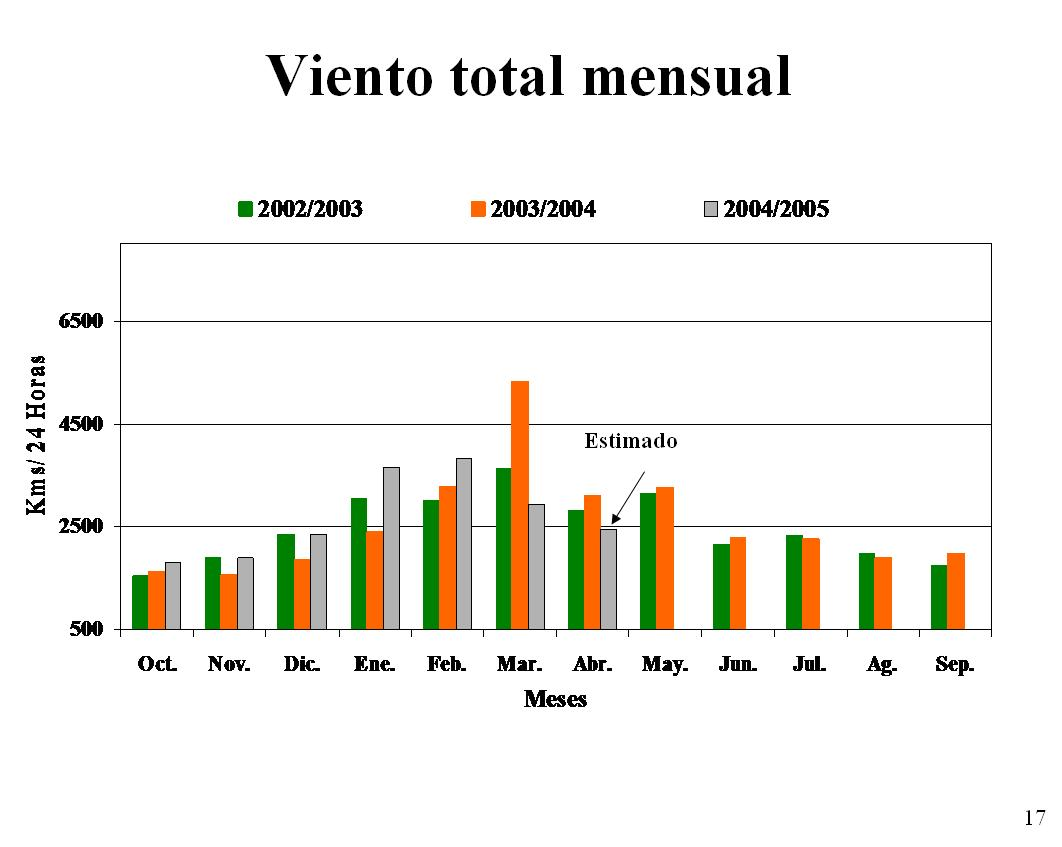 Viento total mensual
2002/2003 2003/2004 2004/2005
6500
4500
2500
500
Kms/ 24 Horas
Estimado
Oct. Nov. Dic. Ene. Feb. Mar. Abr. May. Jun. Jul. Ag. Sep.
Meses
17